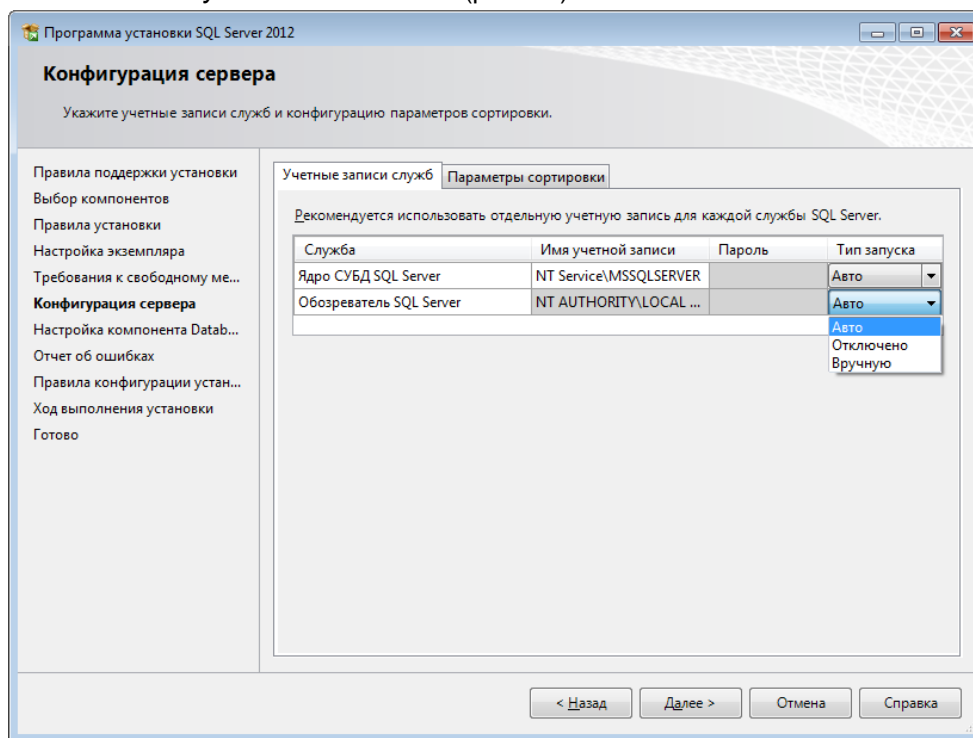 Программа установки SQL Server 2012
Конфигурация сервера
Укажите учетные записи служб и конфигурацию параметров сортировки.
Правила поддержки установки
Выбор компонентов
Правила установки
Настройка экземпляра
Требования к свободному ме...
Конфигурация сервера
Настройка компонента Datab...
Отчет об ошибках
Правила конфигурации устан...
Ход выполнения установки
Готово
Учетные записи служб Параметры сортировки
Рекомендуется использовать отдельную учетную запись для каждой службы SQL Server.
Служба Имя учетной записи Пароль Тип запуска
Ядро СУБД SQL Server NT Service\MSSQLSERVER Авто
Обозреватель SQL Server NT AUTHORITY\LOCAL ... Авто
Авто
Отключено
Вручную
< Назад Далее > Отмена Справка